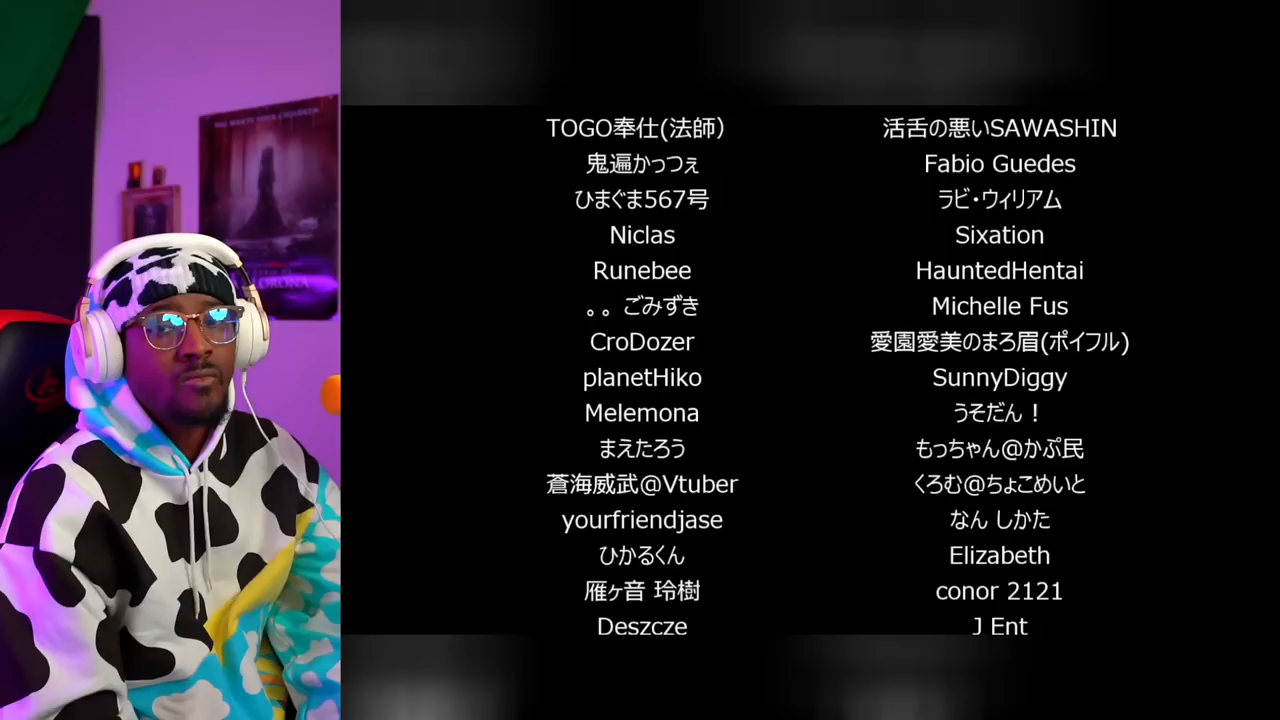 THE WHITE YOUR CHILDREN
LORONA
TOGO奉仕(法師)
鬼遍かっつぇ
ひまぐま567号
Niclas
Runebee
。。ごみずき
CroDozer
planetHiko
Melemona
まえたろう
蒼海威武@Vtuber
yourfriendjase
ひかるくん
雁ヶ音 玲樹
Deszcze
活舌の悪いSAWASHIN
Fabio Guedes
ラビ・ウィリアム
Sixation
HauntedHentai
Michelle Fus
愛園愛美のまろ眉(ポイフル)
SunnyDiggy
うそだん！
もっちゃん@かぷ民
くろむ@ちょこめいと
なん しかた
Elizabeth
conor 2121
J Ent